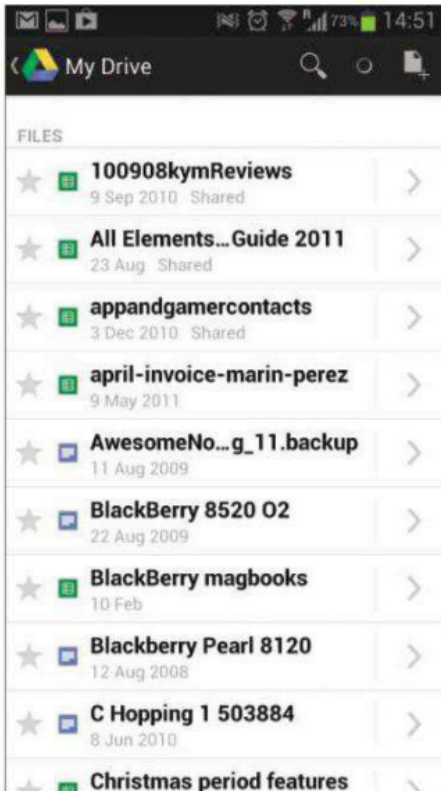 73% 14:51
My Drive
FILES
100908kymReviews
9 Sep 2010 Shared
All Elements...Guide 2011
23 Aug Shared
appandgamercontacts
3 Dec 2010 Shared
april-invoice-marin-perez
9 May 2011
AwesomeNo...g_11.backup
11 Aug 2009
BlackBerry 8520 O2
22 Aug 2009
BlackBerry magbooks
10 Feb
Blackberry Pearl 8120
12 Aug 2008
C Hopping 1 503884
8 Jun 2010
Christmas period features